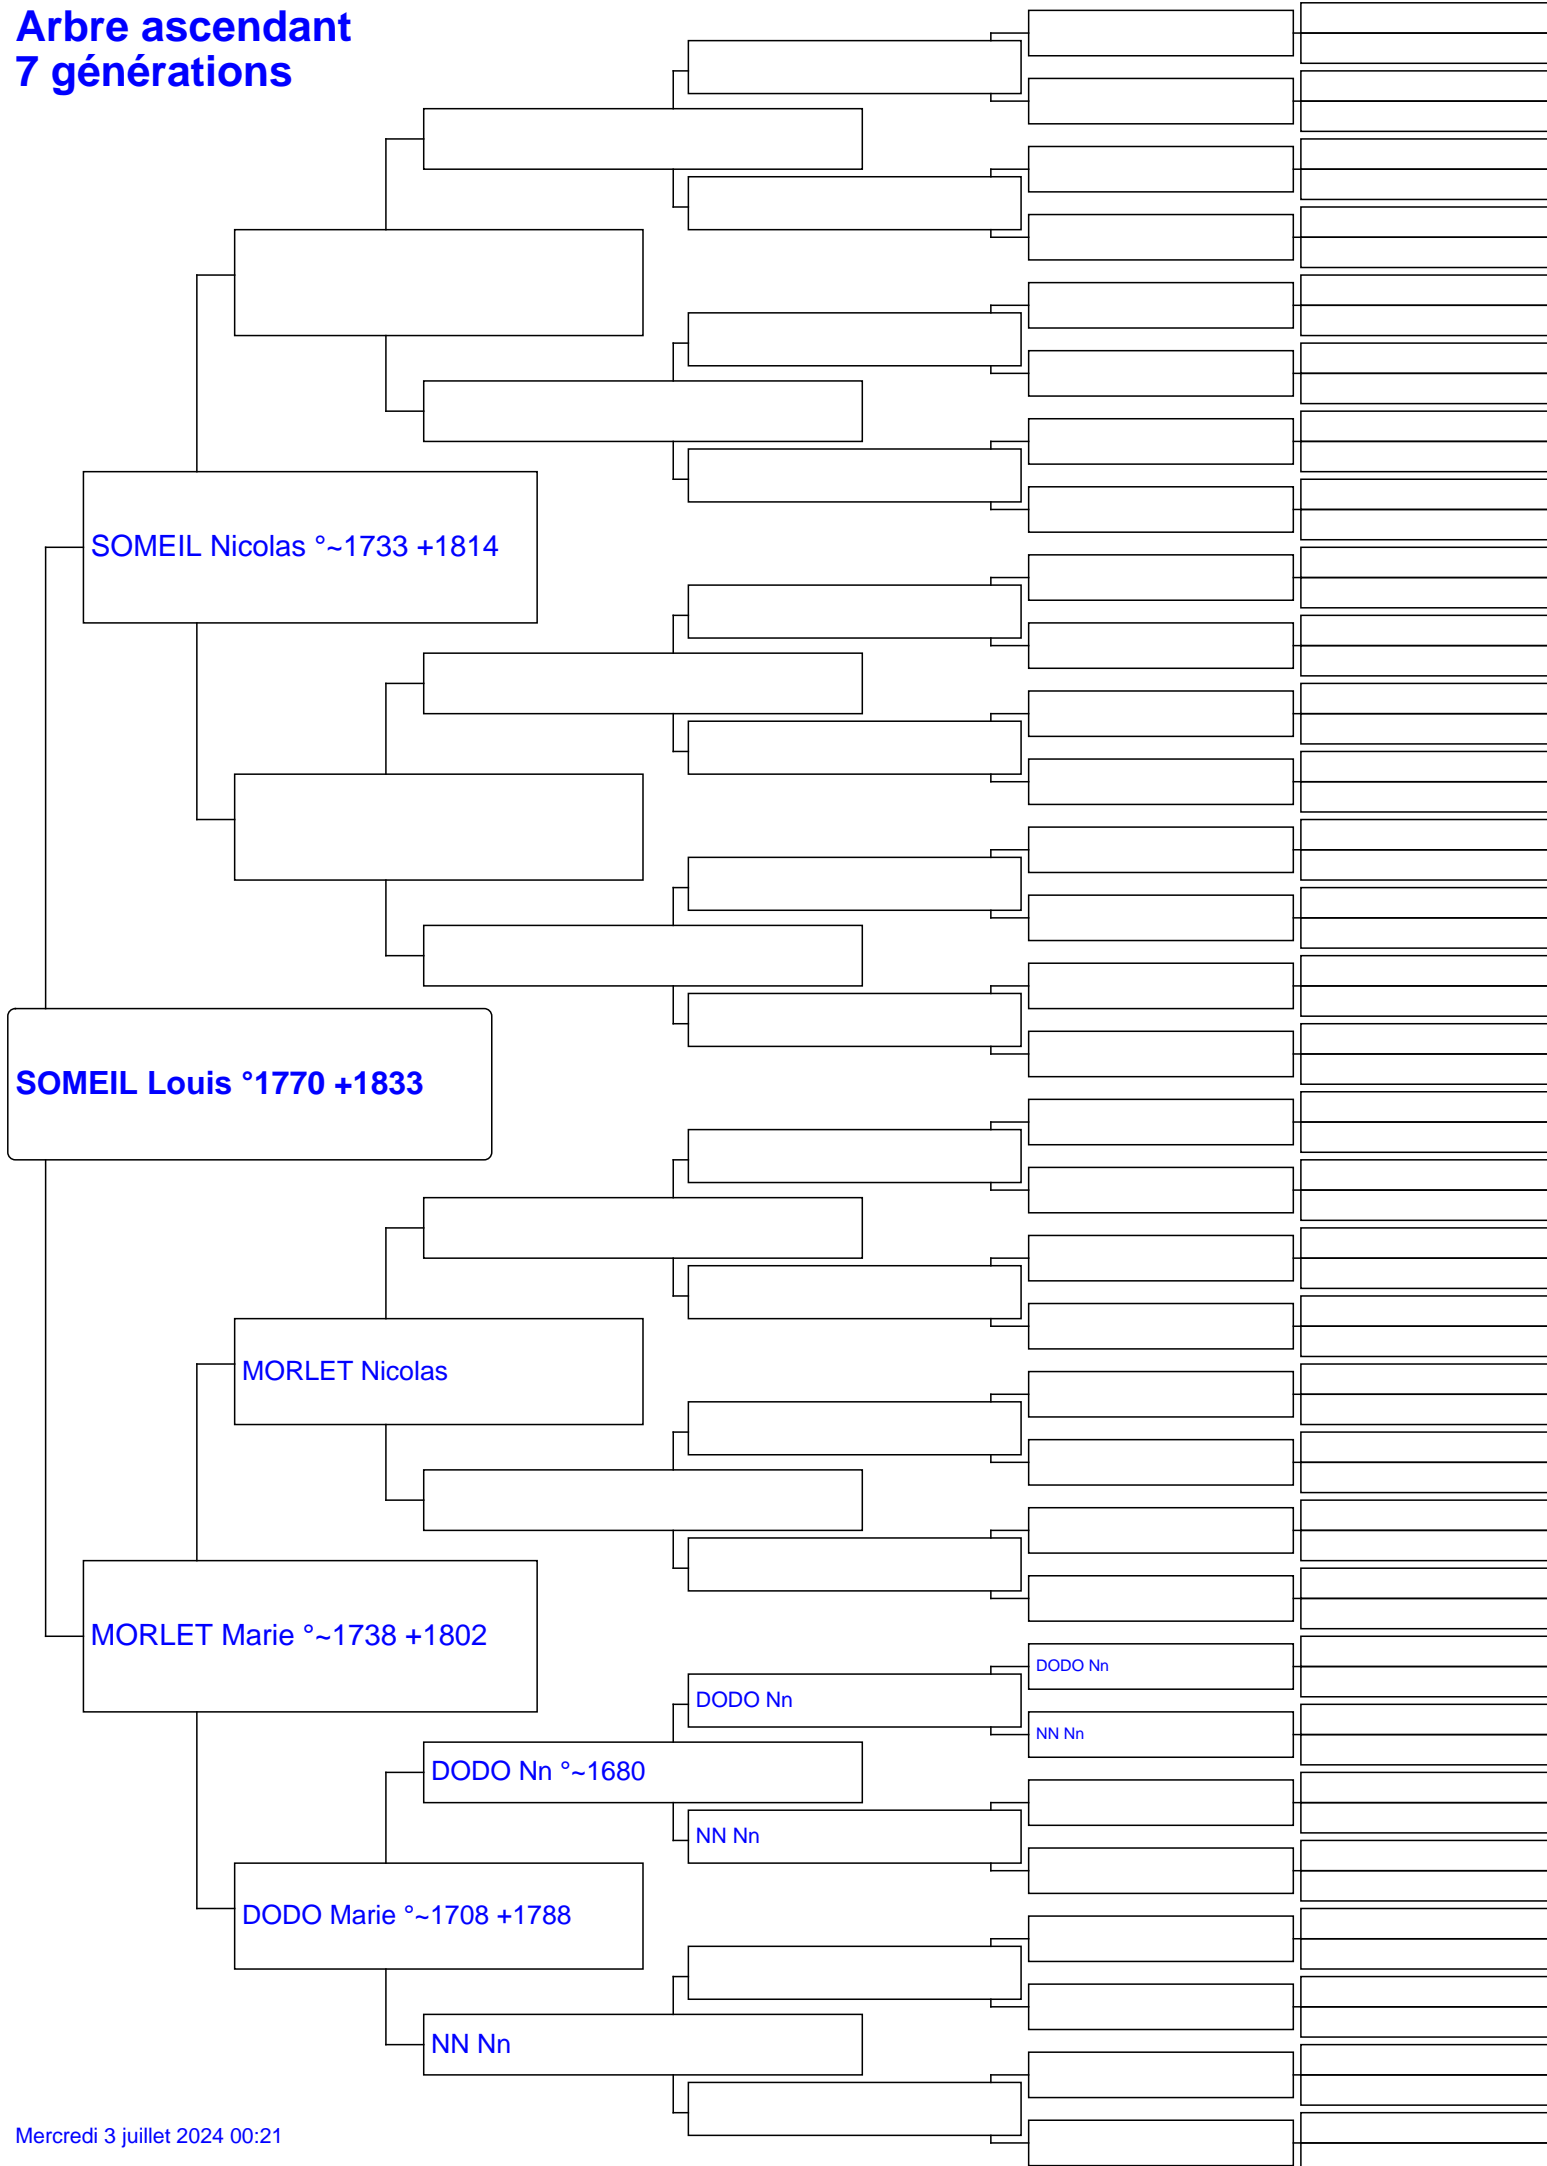 Arbre ascendant
7 générations
SOMEIL Nicolas °~1733 +1814
SOMEIL Louis °1770 +1833
MORLET Nicolas
MORLET Marie °~1738 +1802
DODO Nn
DODO Nn
NN Nn
DODO Nn °~1680
NN Nn
DODO Marie °~1708 +1788
NN Nn
Mercredi 3 juillet 2024 00:21